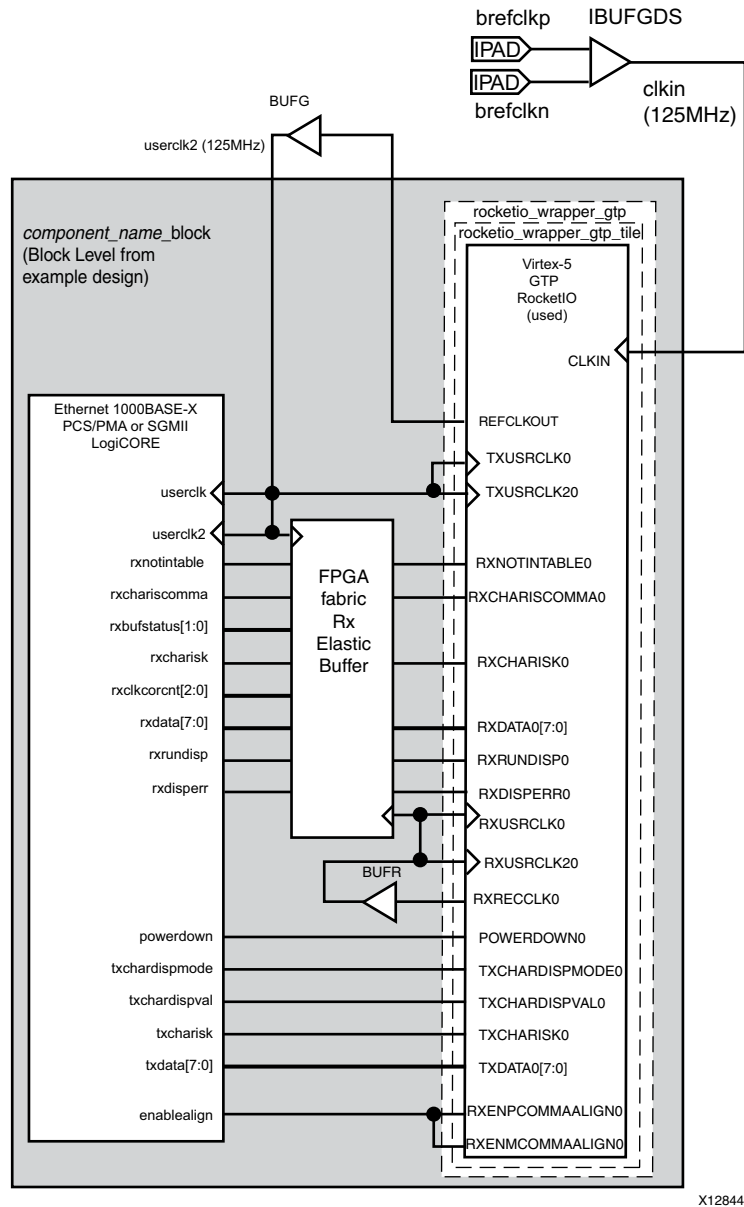 brefclkp
IBUFGDS
IPAD
IPAD
brefclkn
clkin
(125MHz)
BUFG
userclk2 (125MHz)
component_name_block
(Block Level from
example design)
rocketio_wrapper_gtp
rocketio_wrapper_gtp_tile
Virtex-5
GTP
RocketIO
(used)
CLKIN
Ethernet 1000BASE-X
PCS/PMA or SGMII
LogiCORE
REFCLKOUT
TXUSRCLK0
userclk
TXUSRCLK20
userclk2
FPGA
fabric
Rx
Elastic
Buffer
rxnotintable
RXNOTINTABLE0
rxchariscomma
RXCHARISCOMMA0
rxbufstatus[1:0]
rxcharisk
RXCHARISK0
rxclkcorcnt[2:0]
rxdata[7:0]
RXDATA0[7:0]
rxrundisp
RXRUNDISP0
rxdisperr
RXDISPERR0
RXUSRCLK0
RXUSRCLK20
BUFR
RXRECCLK0
powerdown
POWERDOWN0
txchardispmode
TXCHARDISPMODE0
txchardispval
TXCHARDISPVAL0
txcharisk
TXCHARISK0
txdata[7:0]
TXDATA0[7:0]
enablealign
RXENPCOMMAALIGN0
RXENMCOMMAALIGN0
X12844